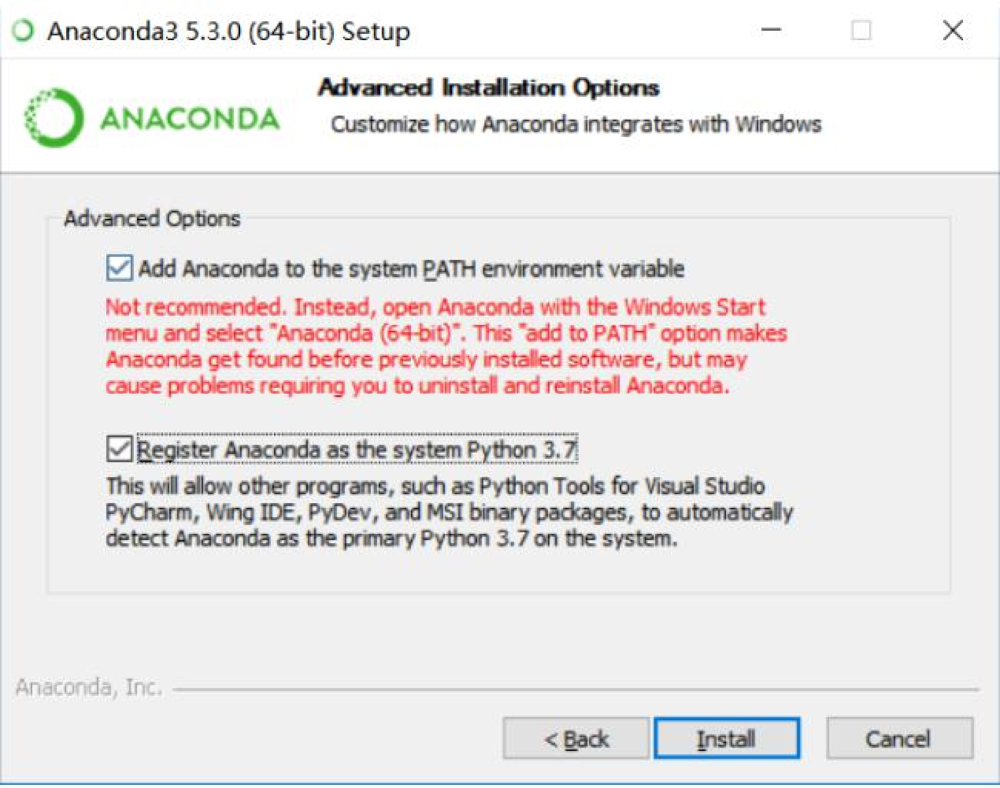 Anaconda3 5.3.0 (64-bit) Setup
ANACONDA
Advanced Installation Options
Customize how Anaconda integrates with Windows
Advanced Options
Add Anaconda to the system PATH environment variable
Not recommended. Instead, open Anaconda with the Windows Start
menu and select "Anaconda (64-bit)". This "add to PATH" option makes
Anaconda get found before previously installed software, but may
cause problems requiring you to uninstall and reinstall Anaconda.
Register Anaconda as the system Python 3.7
This will allow other programs, such as Python Tools for Visual Studio
PyCharm, Wing IDE, PyDev, and MSI binary packages, to automatically
detect Anaconda as the primary Python 3.7 on the system.
Anaconda, Inc.
< Back
Install
Cancel